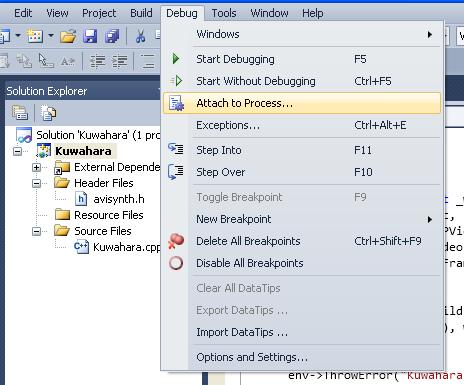 Edit View Project Build Debug Tools Window Help
Windows
Start Debugging F5
Start Without Debugging Ctrl+F5
Attach to Process...
Exceptions... Ctrl+Alt+E
Step Into F11
Step Over F10
Toggle Breakpoint F9
New Breakpoint
Delete All Breakpoints Ctrl+Shift+F9
Disable All Breakpoints
Clear All DataTips
Export DataTips ...
Import DataTips ...
Options and Settings...
Solution Explorer
Solution 'Kuwahara' (1 pro
Kuwahara
External Depende
Header Files
avisynth.h
Resource Files
Source Files
Kuwahara.cpp
env->ThrowError("Kuwahara